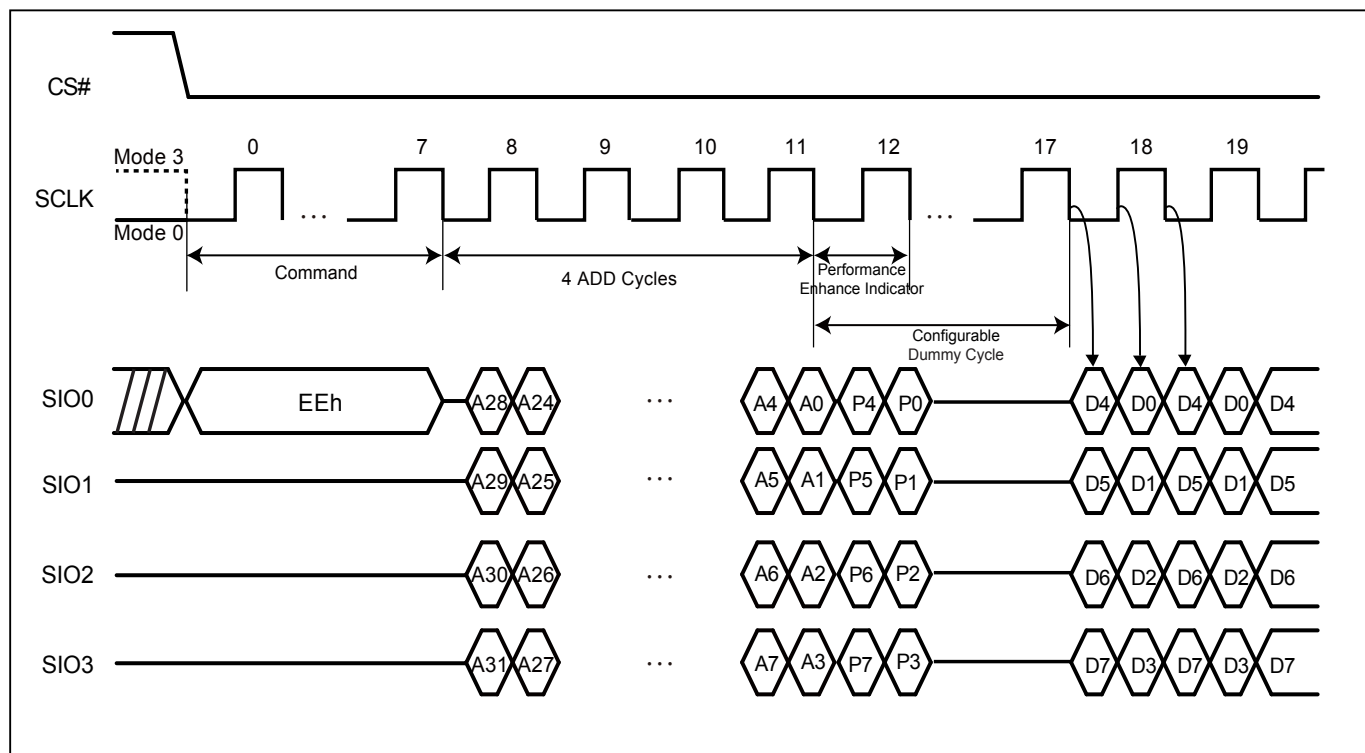 CS#
0 7 8 9 10 11 12 17 18 19
Mode 3
SCLK
... ...
Mode 0
Command
4 ADD Cycles
Performance
Enhance Indicator
Configurable
Dummy Cycle
SIO0 EEh A28 A24 ... A4 A0 P4 P0 D4 D0 D4 D0 D4
SIO1 A29 A25 ... A5 A1 P5 P1 D5 D1 D5 D1 D5
SIO2 A30 A26 ... A6 A2 P6 P2 D6 D2 D6 D2 D6
SIO3 A31 A27 ... A7 A3 P7 P3 D7 D3 D7 D3 D7